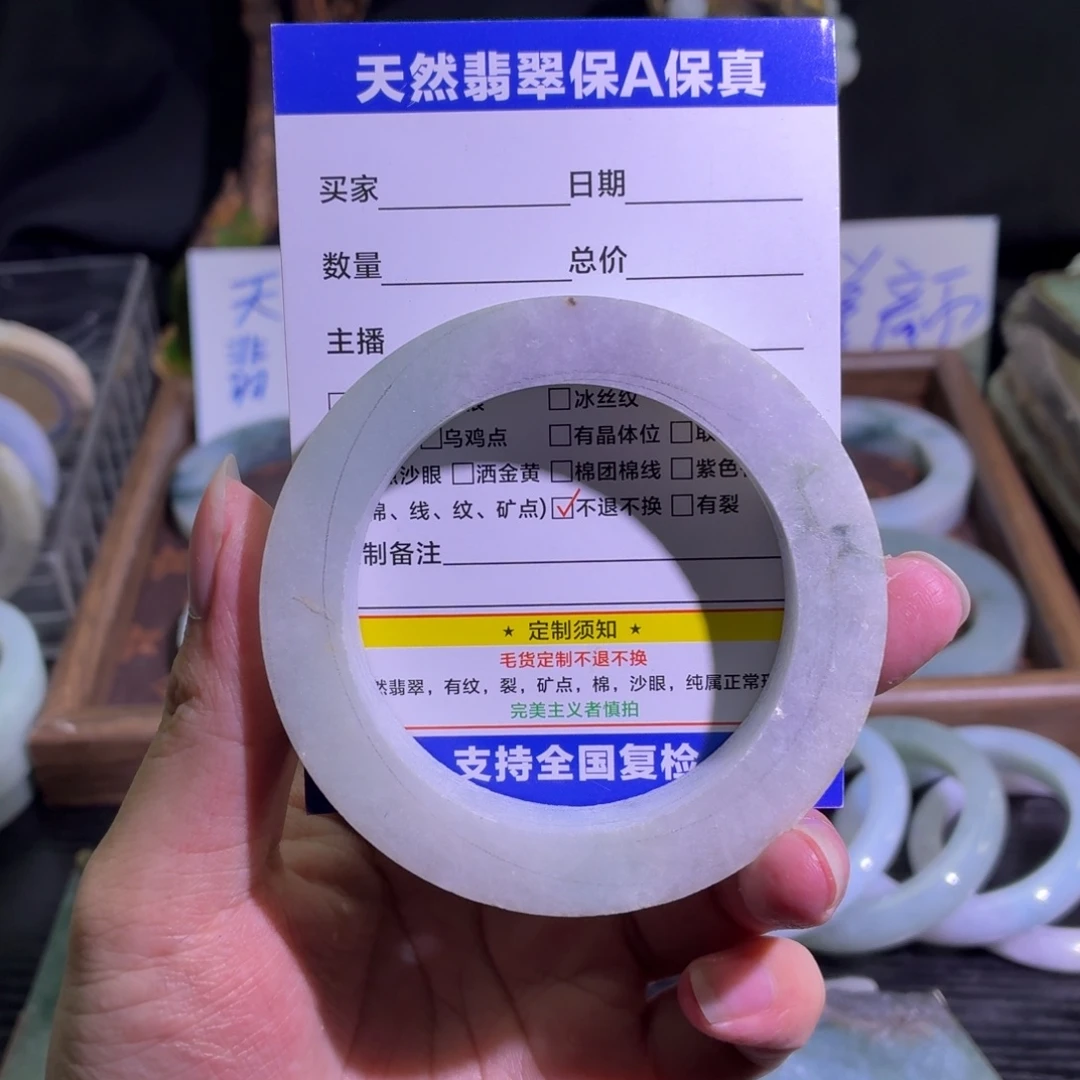 天然翡翠保A保真
买家 日期
数量 总价
主播
冰丝纹
乌鸡点 有晶体位
沙眼 洒金黄 棉团棉线 紫色
棉、线、纹、矿点) 不退不换 有裂
制备注
★ 定制须知 ★
毛货定制不退不换
然翡翠，有纹，裂，矿点，棉，沙眼，纯属正常现
完美主义者慎拍
支持全国复检
天
翡